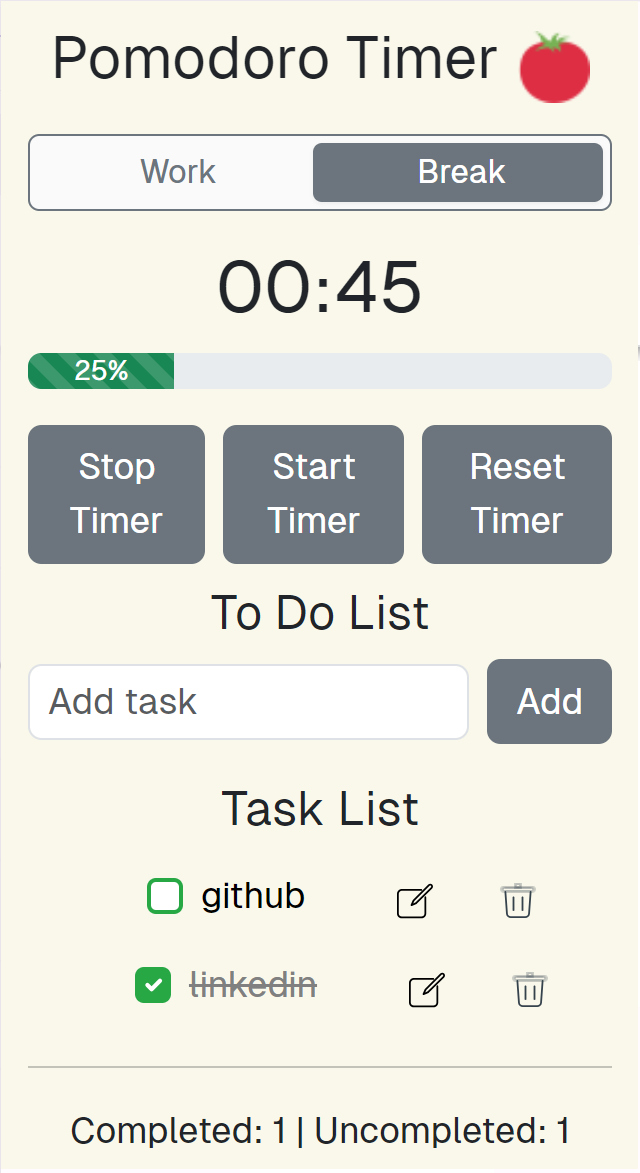 Pomodoro Timer 🍅
Work Break
00:45
25%
Stop Timer
Start Timer
Reset Timer
To Do List
Add task Add
Task List
github
linkedin
Completed: 1 | Uncompleted: 1